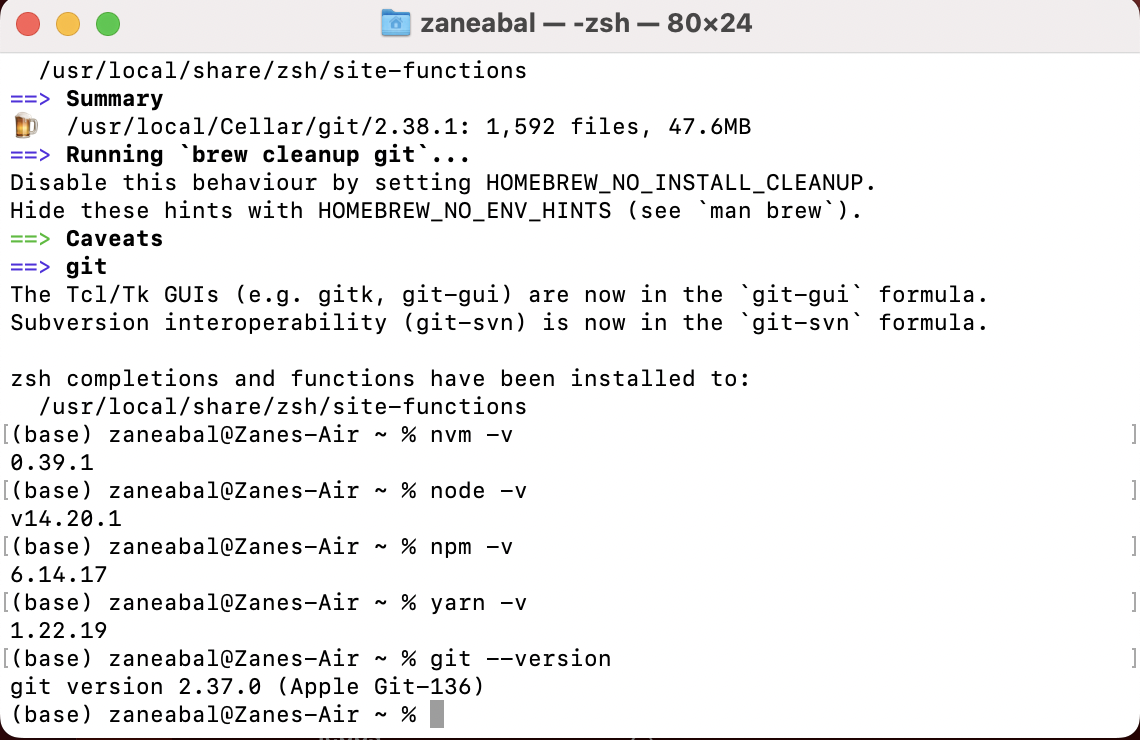 zaneabal — -zsh — 80×24
/usr/local/share/zsh/site-functions
==> Summary
🍺  /usr/local/Cellar/git/2.38.1: 1,592 files, 47.6MB
==> Running `brew cleanup git`...
Disable this behaviour by setting HOMEBREW_NO_INSTALL_CLEANUP.
Hide these hints with HOMEBREW_NO_ENV_HINTS (see `man brew`).
==> Caveats
==> git
The Tcl/Tk GUIs (e.g. gitk, git-gui) are now in the `git-gui` formula.
Subversion interoperability (git-svn) is now in the `git-svn` formula.
zsh completions and functions have been installed to:
/usr/local/share/zsh/site-functions
[(base) zaneabal@Zanes-Air ~ % nvm -v ]
0.39.1
[(base) zaneabal@Zanes-Air ~ % node -v ]
v14.20.1
[(base) zaneabal@Zanes-Air ~ % npm -v ]
6.14.17
[(base) zaneabal@Zanes-Air ~ % yarn -v ]
1.22.19
[(base) zaneabal@Zanes-Air ~ % git --version ]
git version 2.37.0 (Apple Git-136)
(base) zaneabal@Zanes-Air ~ %